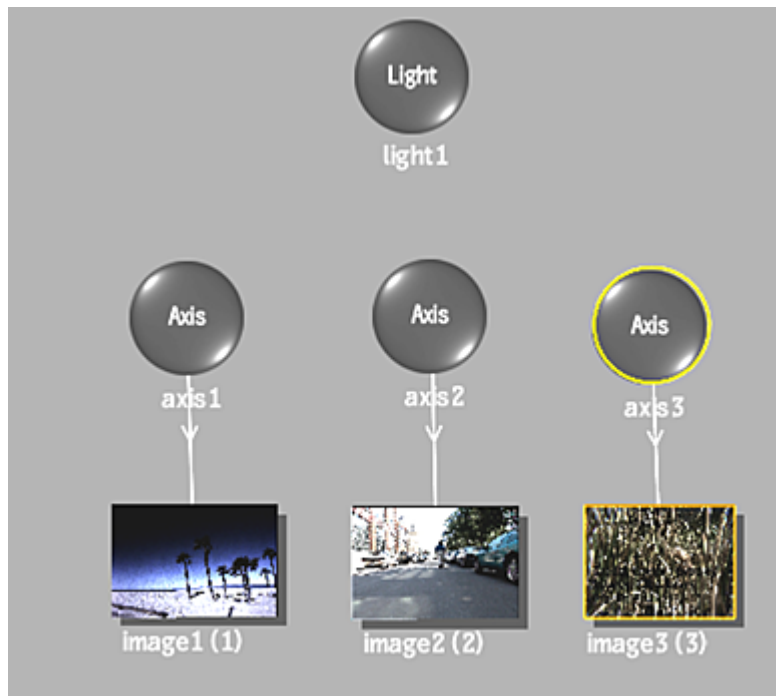 Light
light1
Axis
Axis
Axis
axis1
axis2
axis3
image1 (1)
image2 (2)
image3 (3)